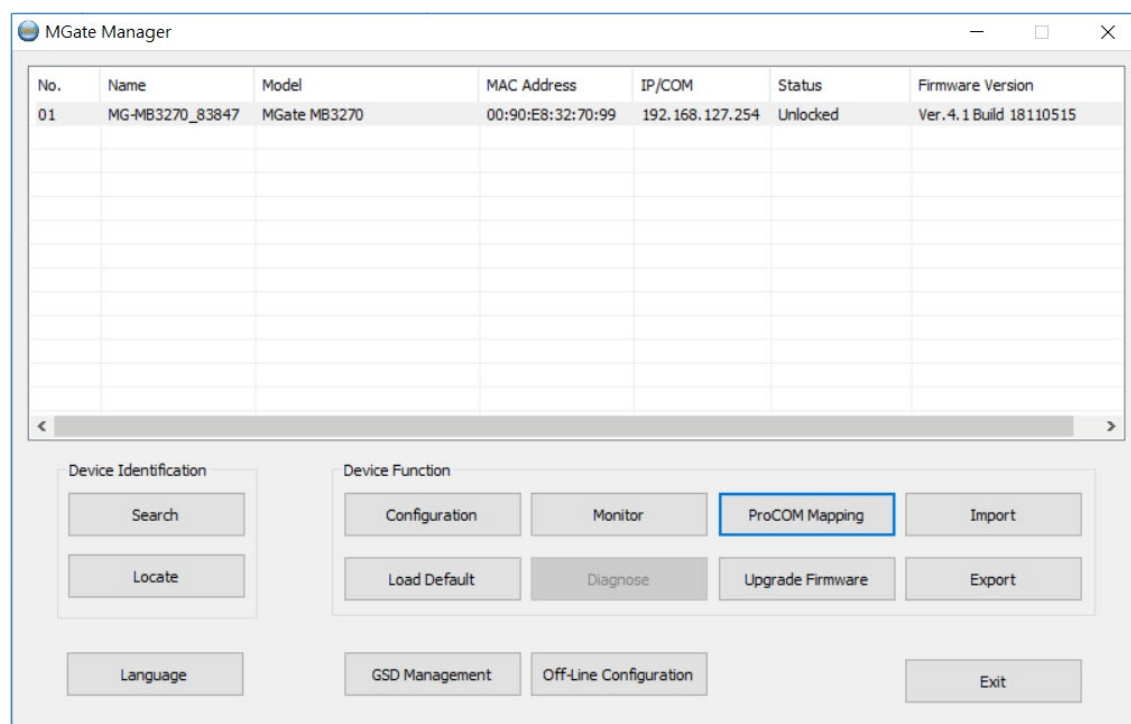 MGate Manager
No. Name Model MAC Address IP/COM Status Firmware Version
01 MG-MB3270_83847 MGate MB3270 00:90:E8:32:70:99 192.168.127.254 Unlocked Ver.4.1 Build 18110515
Device Identification Device Function
Search Configuration Monitor ProCOM Mapping Import
Locate Load Default Diagnose Upgrade Firmware Export
Language GSD Management Off-Line Configuration Exit